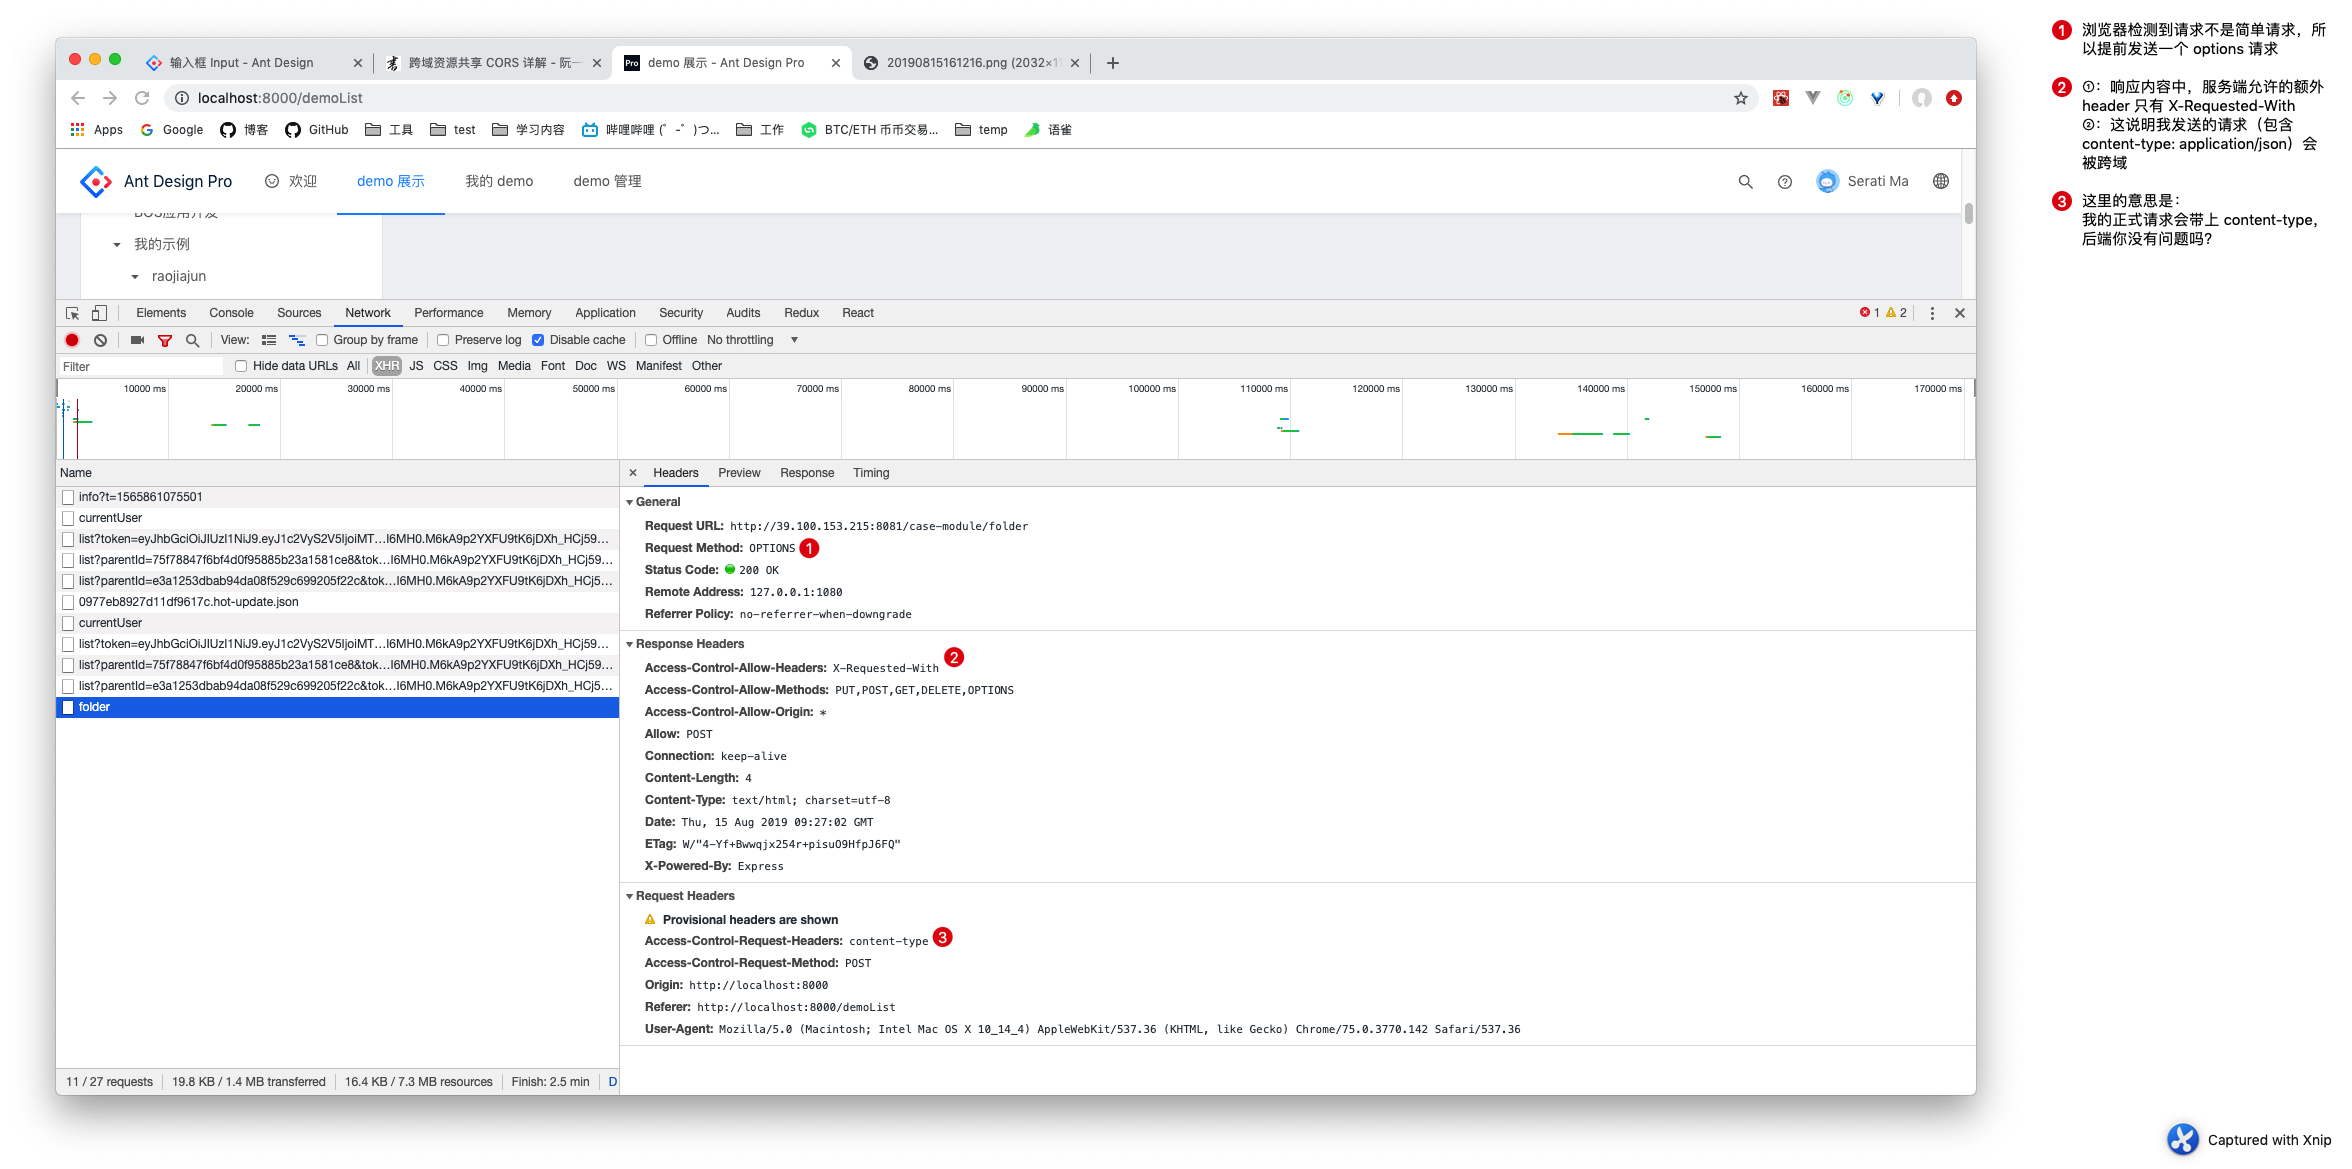 输入框 Input - Ant Design
跨域资源共享 CORS 详解 - 阮一
Pro demo 展示 - Ant Design Pro
20190815161216.png (2032×1
localhost:8000/demoList
Apps Google 博客 GitHub 工具 test 学习内容 哔哩哔哩 (゜-゜)つ... 工作 BTC/ETH 币币交易... temp 语雀
Ant Design Pro 欢迎 demo 展示 我的 demo demo 管理 Serati Ma
BOS应用开发
我的示例
raojiajun
Elements Console Sources Network Performance Memory Application Security Audits Redux React 1 2
View: Group by frame Preserve log Disable cache Offline No throttling
Filter Hide data URLs All XHR JS CSS Img Media Font Doc WS Manifest Other
10000 ms 20000 ms 30000 ms 40000 ms 50000 ms 60000 ms 70000 ms 80000 ms 90000 ms 100000 ms 110000 ms 120000 ms 130000 ms 140000 ms 150000 ms 160000 ms 170000 ms
Name
info?t=1565861075501
currentUser
list?token=eyJhbGciOiJIUzI1NiJ9.eyJ1c2VyS2V5IjoiMT…I6MH0.M6kA9p2YXFU9tK6jDXh_HCj59...
list?parentId=75f78847f6bf4d0f95885b23a1581ce8&tok…I6MH0.M6kA9p2YXFU9tK6jDXh_HCj59...
list?parentId=e3a1253dbab94da08f529c699205f22c&tok…I6MH0.M6kA9p2YXFU9tK6jDXh_HCj5...
0977eb8927d11df9617c.hot-update.json
currentUser
list?token=eyJhbGciOiJIUzI1NiJ9.eyJ1c2VyS2V5IjoiMT…I6MH0.M6kA9p2YXFU9tK6jDXh_HCj59...
list?parentId=75f78847f6bf4d0f95885b23a1581ce8&tok…I6MH0.M6kA9p2YXFU9tK6jDXh_HCj59...
list?parentId=e3a1253dbab94da08f529c699205f22c&tok…I6MH0.M6kA9p2YXFU9tK6jDXh_HCj5...
folder
11 / 27 requests 19.8 KB / 1.4 MB transferred 16.4 KB / 7.3 MB resources Finish: 2.5 min D
Headers Preview Response Timing
General
Request URL: http://39.100.153.215:8081/case-module/folder
Request Method: OPTIONS 1
Status Code: 200 OK
Remote Address: 127.0.0.1:1080
Referrer Policy: no-referrer-when-downgrade
Response Headers
Access-Control-Allow-Headers: X-Requested-With 2
Access-Control-Allow-Methods: PUT,POST,GET,DELETE,OPTIONS
Access-Control-Allow-Origin: *
Allow: POST
Connection: keep-alive
Content-Length: 4
Content-Type: text/html; charset=utf-8
Date: Thu, 15 Aug 2019 09:27:02 GMT
ETag: W/"4-Yf+Bwwqjx254r+pisuO9HfpJ6FQ"
X-Powered-By: Express
Request Headers
Provisional headers are shown
Access-Control-Request-Headers: content-type 3
Access-Control-Request-Method: POST
Origin: http://localhost:8000
Referer: http://localhost:8000/demoList
User-Agent: Mozilla/5.0 (Macintosh; Intel Mac OS X 10_14_4) AppleWebKit/537.36 (KHTML, like Gecko) Chrome/75.0.3770.142 Safari/537.36
1 浏览器检测到请求不是简单请求，所
以提前发送一个 options 请求
2 ①：响应内容中，服务端允许的额外
header 只有 X-Requested-With
②：这说明我发送的请求（包含
content-type: application/json）会
被跨域
3 这里的意思是：
我的正式请求会带上 content-type，
后端你没有问题吗？
Captured with Xnip